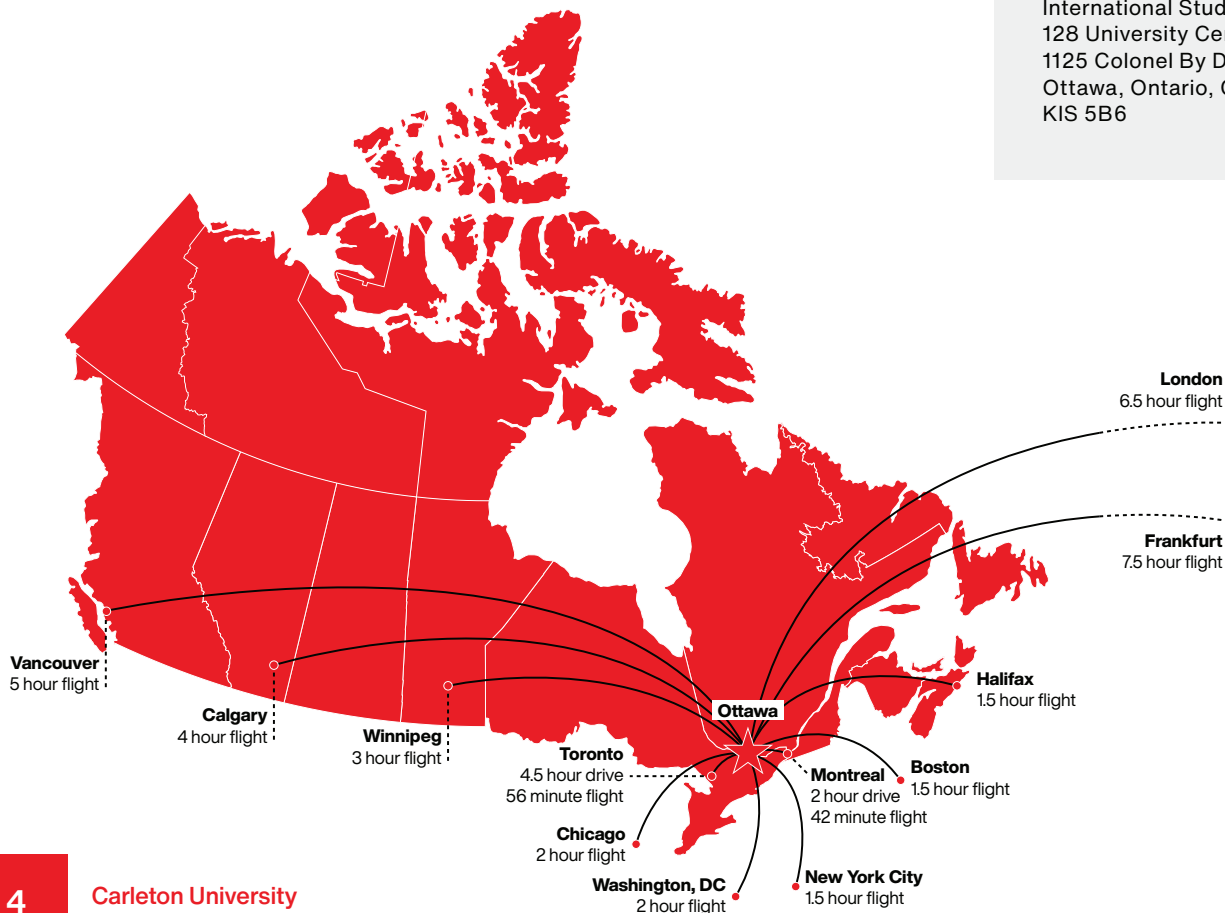 International Stud
128 University Cen
1125 Colonel By D
Ottawa, Ontario, C
KIS 5B6
London
6.5 hour flight
Frankfurt
7.5 hour flight
Vancouver
5 hour flight
Calgary
4 hour flight
Winnipeg
3 hour flight
Ottawa
Halifax
1.5 hour flight
Toronto
4.5 hour drive
56 minute flight
Montreal
2 hour drive
42 minute flight
Boston
1.5 hour flight
Chicago
2 hour flight
Washington, DC
2 hour flight
New York City
1.5 hour flight
4
Carleton University